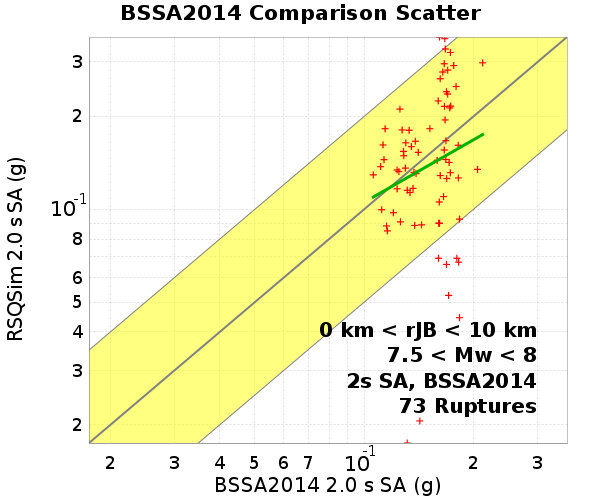 BSSA2014 Comparison Scatter
RSQSim 2.0 s SA (g)
3
2
10-1
8
6
5
4
3
2
0 km < rJB < 10 km
7.5 < Mw < 8
2s SA, BSSA2014
73 Ruptures
2 3 4 5 6 7 8 10-1 2 3
BSSA2014 2.0 s SA (g)